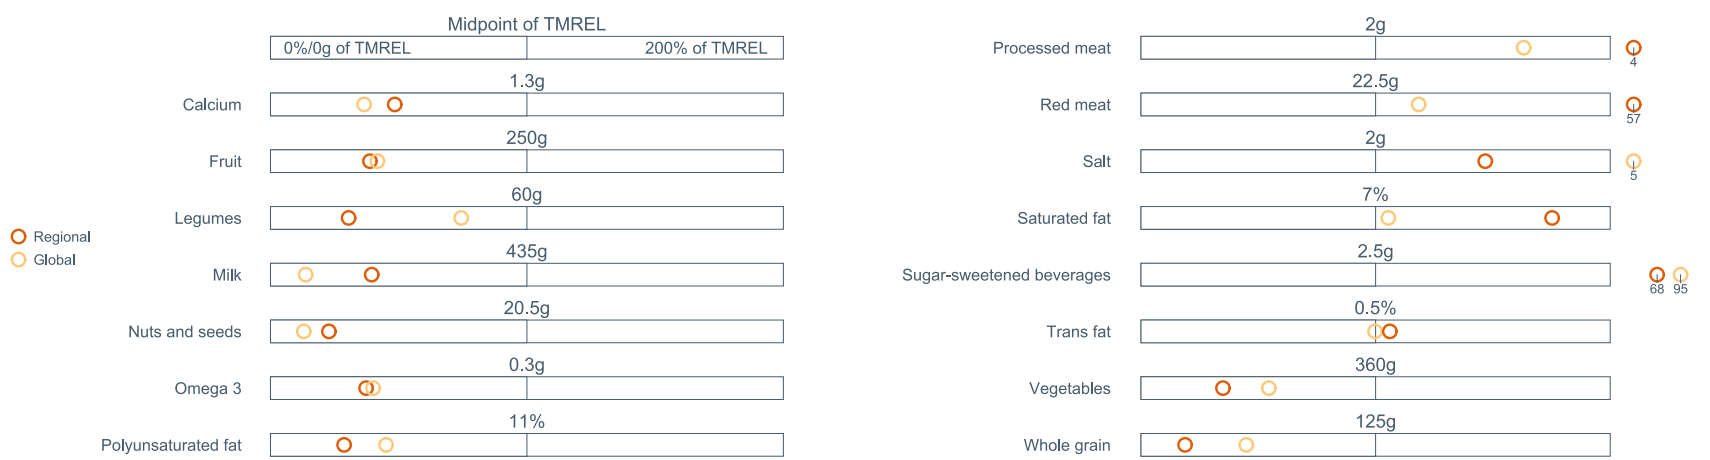 Midpoint of TMREL
0%/0g of TMREL 200% of TMREL
1.3g
Calcium
250g
Fruit
60g
Legumes
435g
Milk
20.5g
Nuts and seeds
0.3g
Omega 3
11%
Polyunsaturated fat
Regional
Global
2g
Processed meat
4
22.5g
Red meat
57
2g
Salt
5
7%
Saturated fat
2.5g
Sugar-sweetened beverages
68 95
0.5%
Trans fat
360g
Vegetables
125g
Whole grain